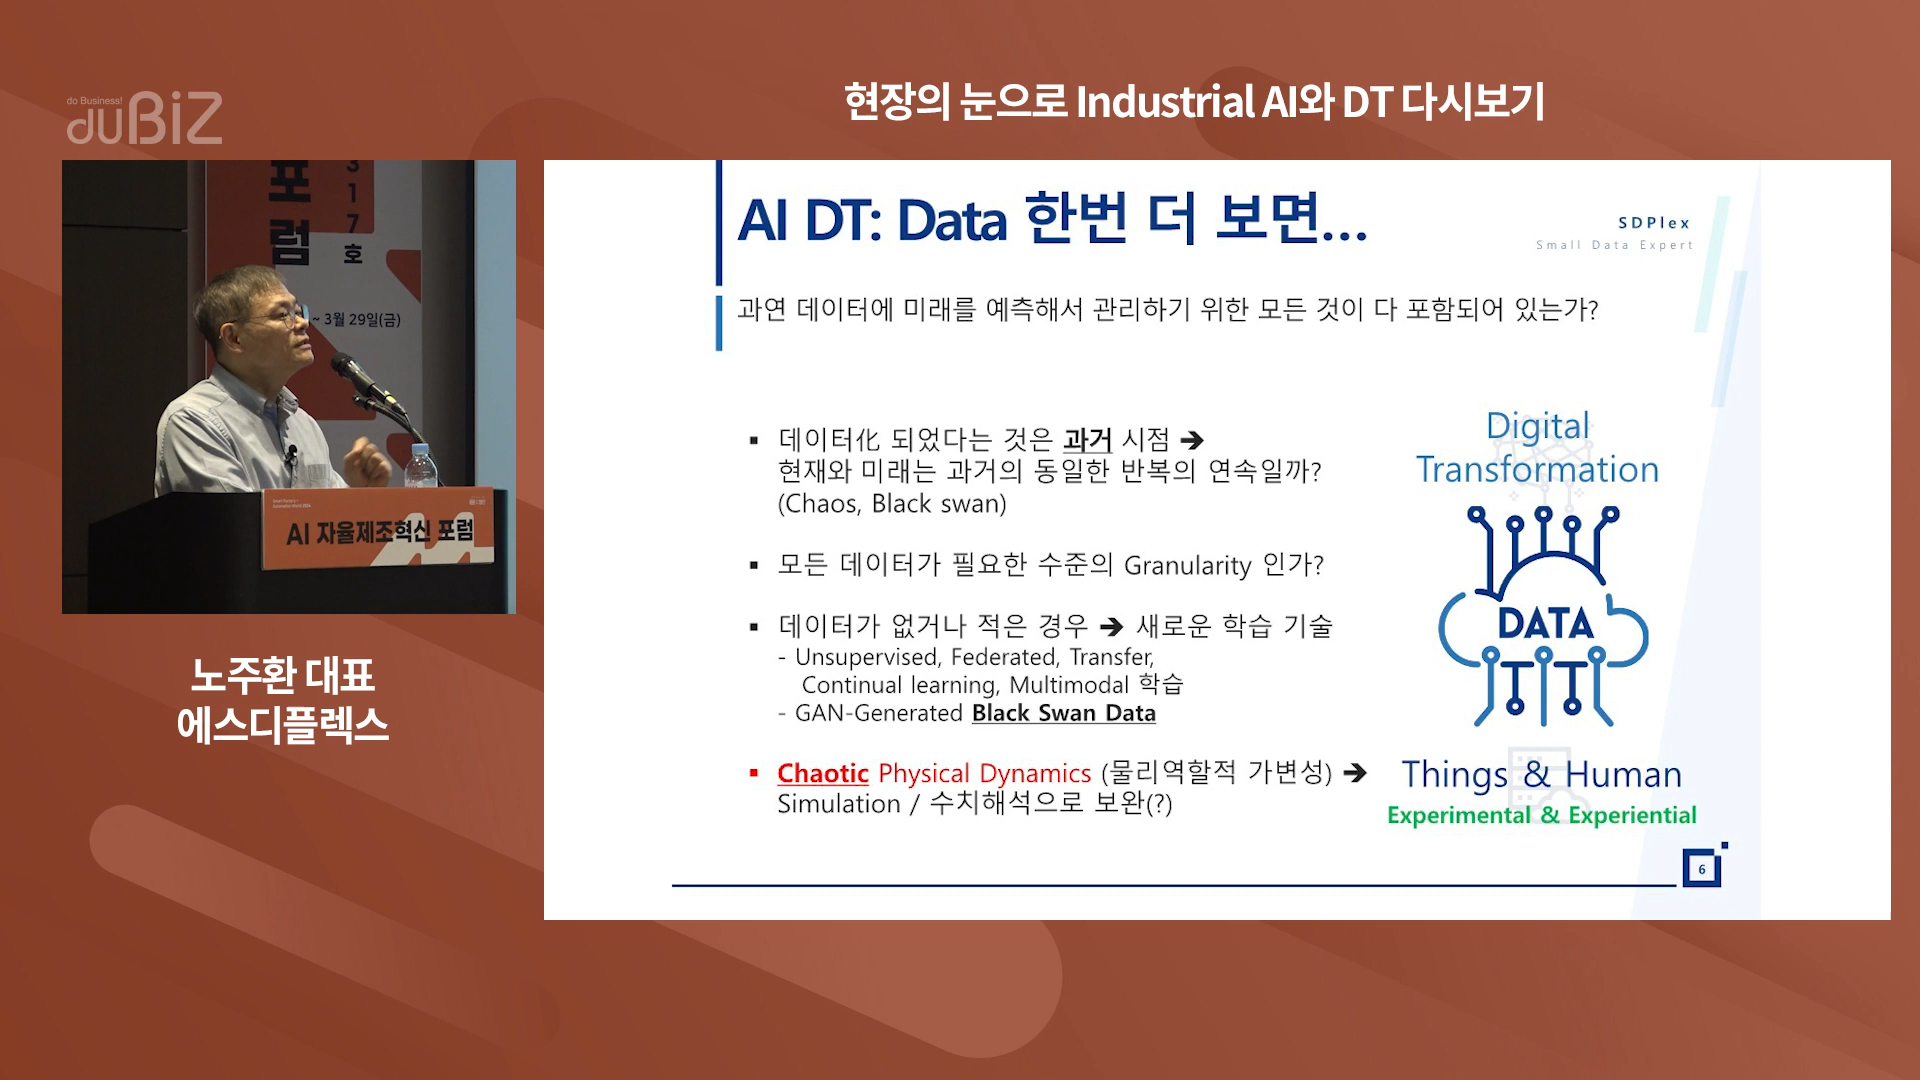 현장의 눈으로 Industrial AI와 DT 다시보기
do Business!
duBiZ
포럼
317호
~ 3월 29일(금)
AI 자율제조혁신 포럼
노주환 대표
에스디플렉스
AI DT: Data 한번 더 보면...
SDPlex
Small Data Expert
과연 데이터에 미래를 예측해서 관리하기 위한 모든 것이 다 포함되어 있는가?
▪ 데이터化 되었다는 것은 과거 시점 ➔
현재와 미래는 과거의 동일한 반복의 연속일까?
(Chaos, Black swan)
▪ 모든 데이터가 필요한 수준의 Granularity 인가?
▪ 데이터가 없거나 적은 경우 ➔ 새로운 학습 기술
- Unsupervised, Federated, Transfer,
Continual learning, Multimodal 학습
- GAN-Generated Black Swan Data
▪ Chaotic Physical Dynamics (물리역할적 가변성) ➔
Simulation / 수치해석으로 보완(?)
Digital
Transformation
DATA
Things & Human
Experimental & Experiential
6